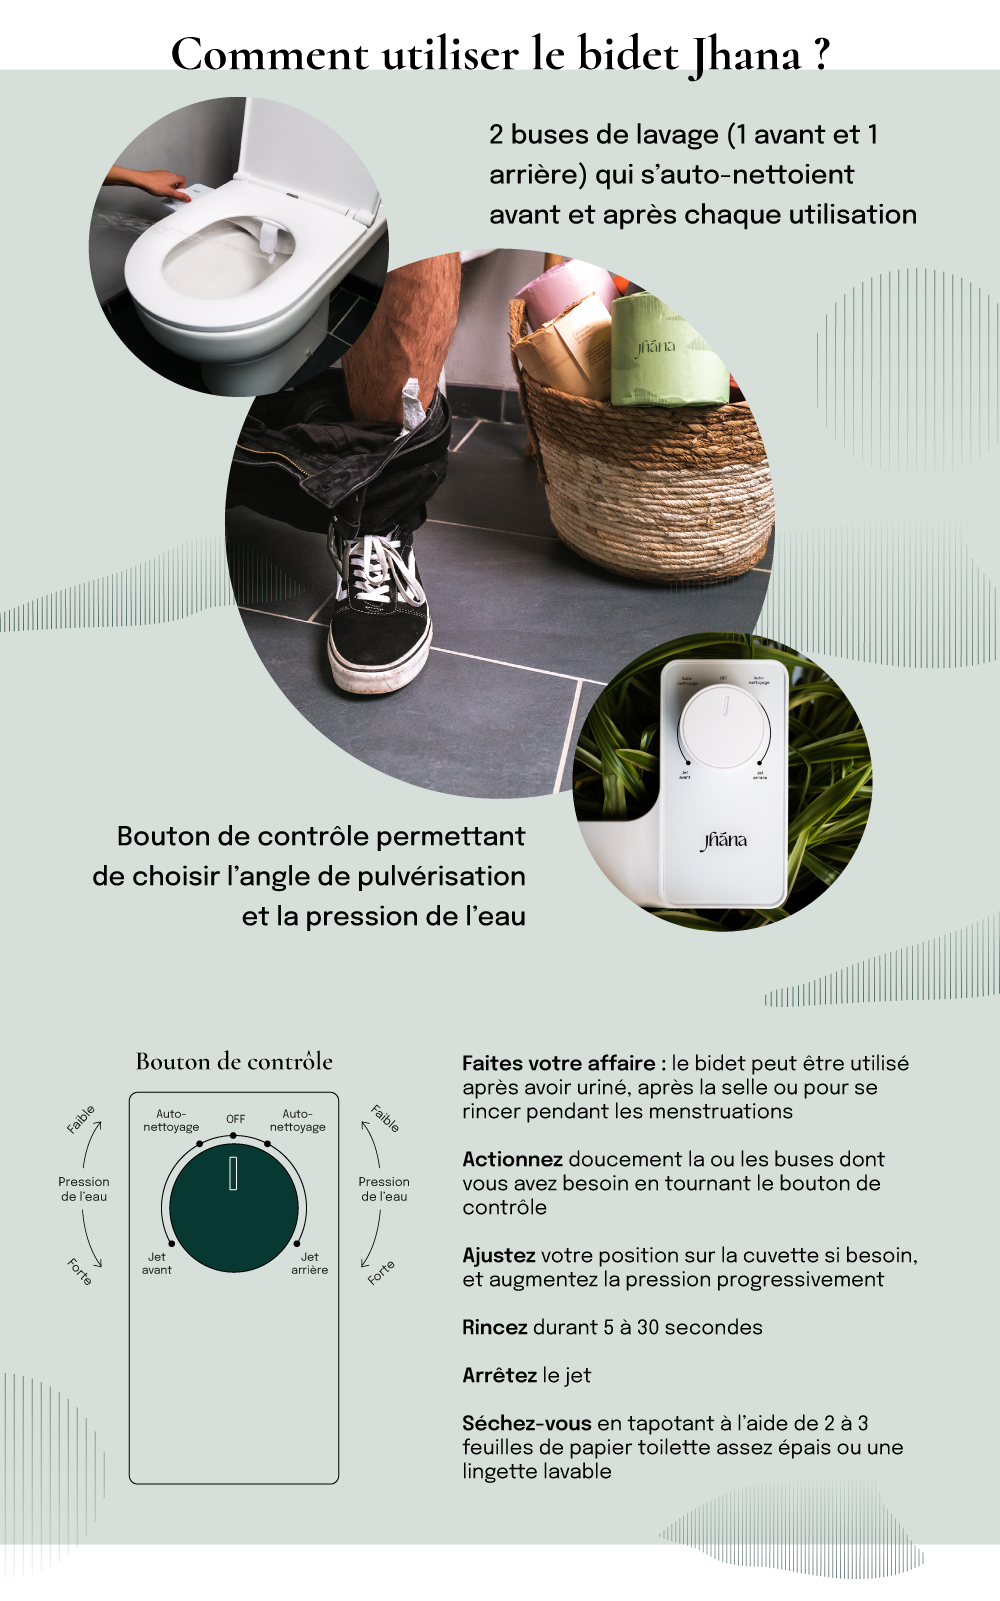 Comment utiliser le bidet Jhana ?
2 buses de lavage (1 avant et 1
arrière) qui s'auto-nettoient
avant et après chaque utilisation
jhána
Auto-
nettoyage
OFF
Auto-
nettoyage
Jet
avant
Jet
arrière
jhána
Bouton de contrôle permettant
de choisir l'angle de pulvérisation
et la pression de l'eau
Bouton de contrôle
Faible
Auto-
nettoyage
OFF
Auto-
nettoyage
Faible
Pression
de l'eau
Pression
de l'eau
Jet
avant
Jet
arrière
Forte
Forte
Faites votre affaire : le bidet peut être utilisé
après avoir uriné, après la selle ou pour se
rincer pendant les menstruations
Actionnez doucement la ou les buses dont
vous avez besoin en tournant le bouton de
contrôle
Ajustez votre position sur la cuvette si besoin,
et augmentez la pression progressivement
Rincez durant 5 à 30 secondes
Arrêtez le jet
Séchez-vous en tapotant à l'aide de 2 à 3
feuilles de papier toilette assez épais ou une
lingette lavable